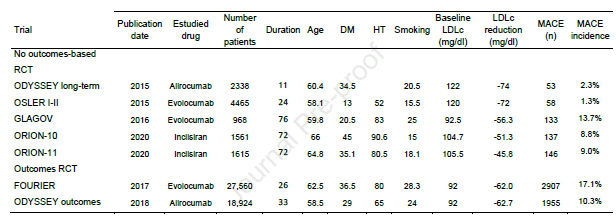 Trial Publication date Estudied drug Number of patients Duration Age DM HT Smoking Baseline LDLc (mg/dl) LDLc reduction (mg/dl) MACE (n) MACE incidence
No outcomes-based
RCT
ODYSSEY long-term 2015 Alirocumab 2338 11 60.4 34.5 20.5 122 -74 53 2.3%
OSLER I-II 2015 Evolocumab 4465 24 58.1 13 52 15.5 120 -72 58 1.3%
GLAGOV 2016 Evolocumab 968 76 59.8 20.5 83 25 92.5 -56.3 133 13.7%
ORION-10 2020 Inclisiran 1561 72 66 45 90.6 15 104.7 -51.3 137 8.8%
ORION-11 2020 Inclisiran 1615 72 64.8 35.1 80.5 18.1 105.5 -45.8 146 9.0%
Outcomes RCT
FOURIER 2017 Evolocumab 27,560 26 62.5 36.5 80 28.3 92 -62.0 2907 17.1%
ODYSSEY outcomes 2018 Alirocumab 18,924 33 58.5 29 65 24 92 -62.7 1955 10.3%
Journal Pre-proof